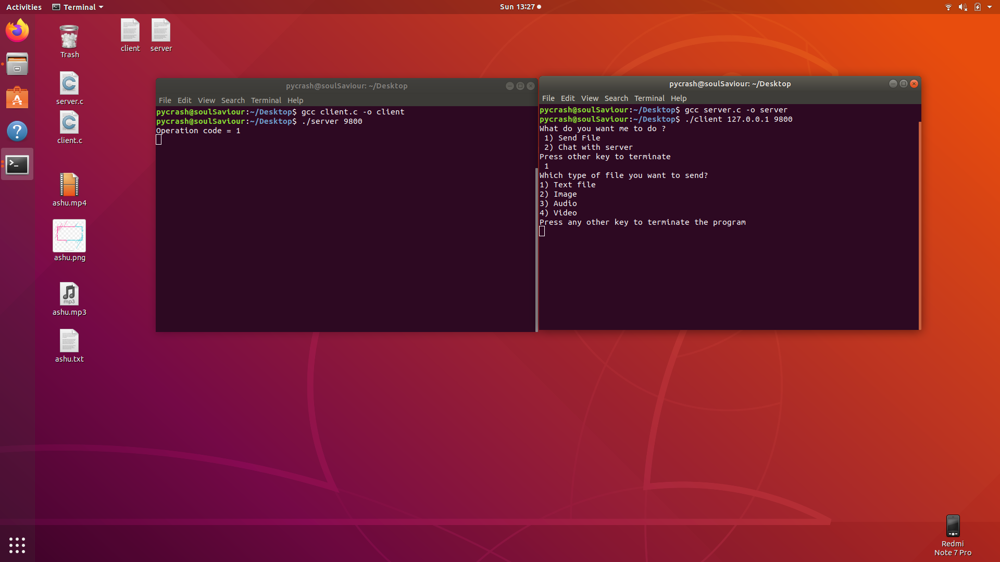 Activities
Terminal
Sun 13:27
Trash
client
server
server.c
client.c
ashu.mp4
ashu.png
mp3
ashu.mp3
ashu.txt
pycrash@soulSaviour: ~/Desktop
File Edit View Search Terminal Help
pycrash@soulSaviour:~/Desktop$ gcc client.c -o client
pycrash@soulSaviour:~/Desktop$ ./server 9800
Operation code = 1
pycrash@soulSaviour: ~/Desktop
File Edit View Search Terminal Help
pycrash@soulSaviour:~/Desktop$ gcc server.c -o server
pycrash@soulSaviour:~/Desktop$ ./client 127.0.0.1 9800
What do you want me to do ?
1) Send File
2) Chat with server
Press other key to terminate
1
Which type of file you want to send?
1) Text file
2) Image
3) Audio
4) Video
Press any other key to terminate the program
Redmi
Note 7 Pro